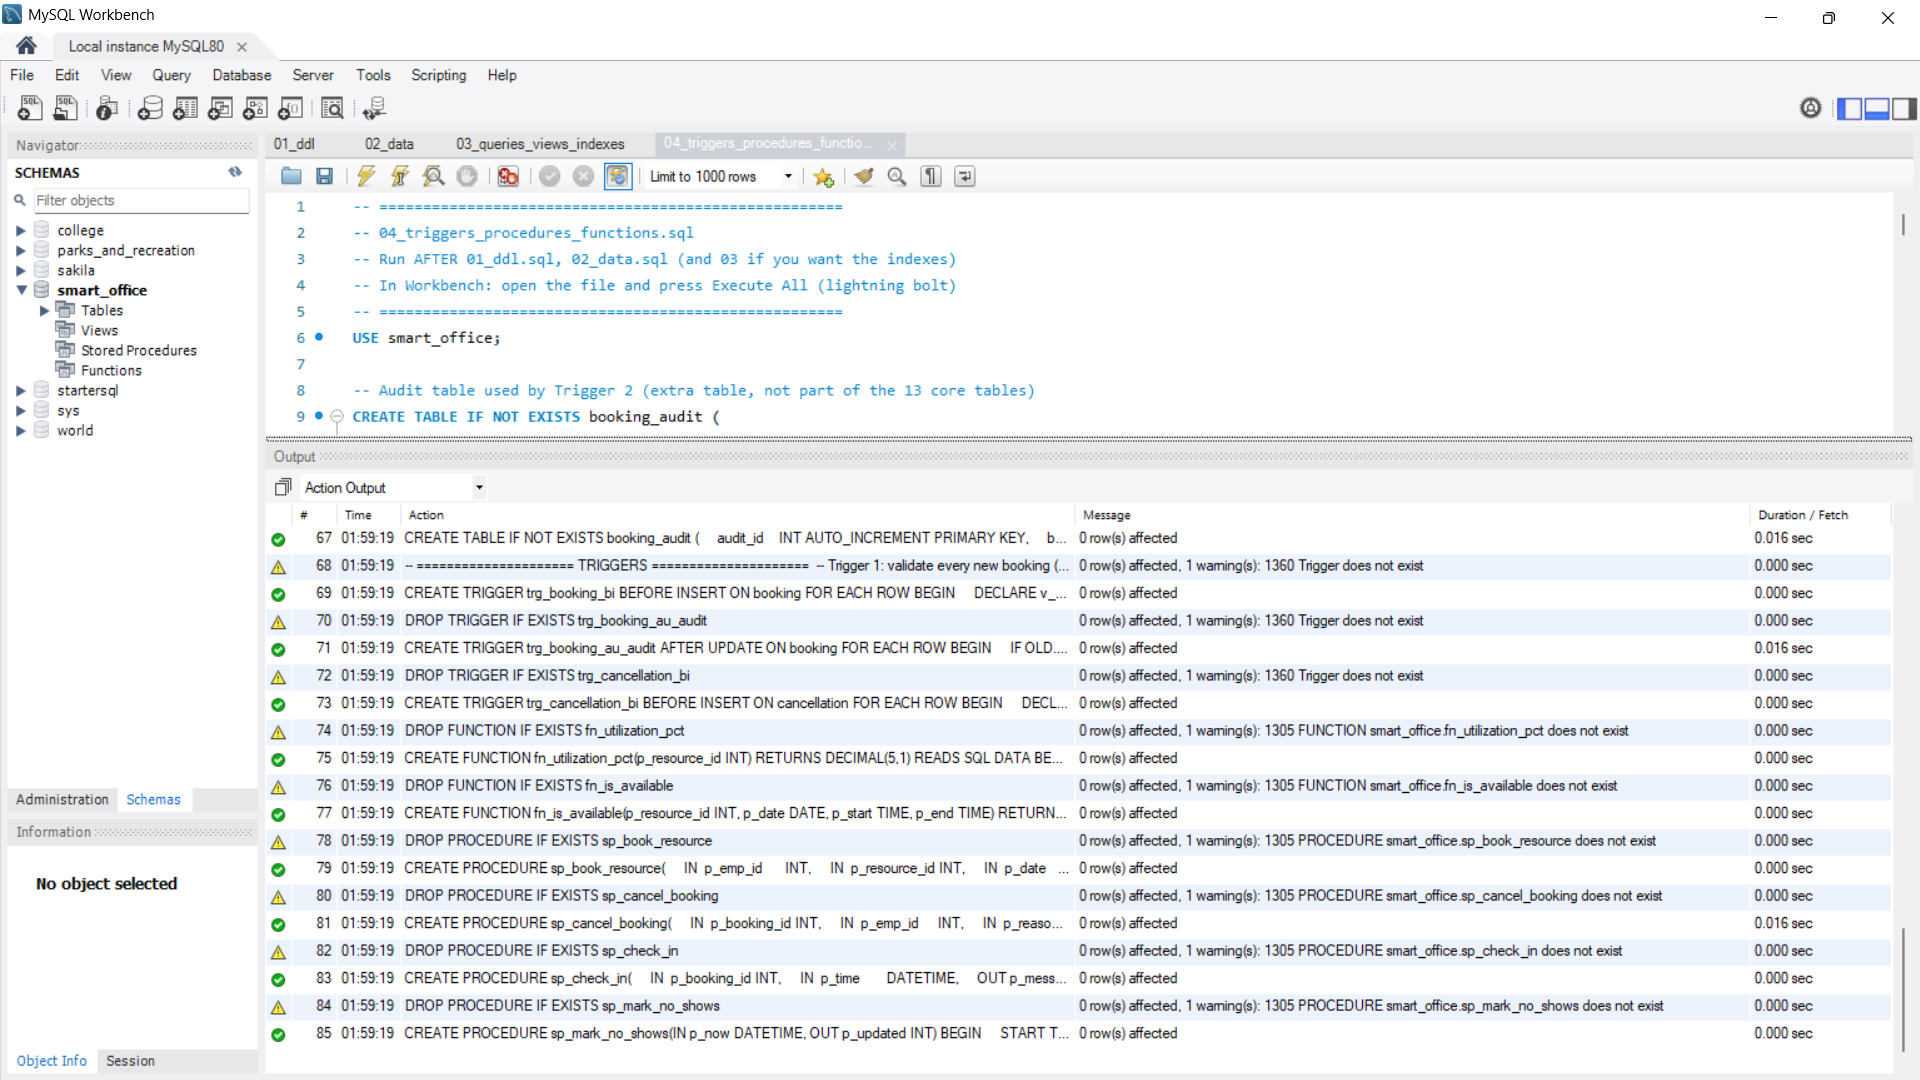 MySQL Workbench
Local instance MySQL80
File Edit View Query Database Server Tools Scripting Help
Navigator
SCHEMAS
Filter objects
college
parks_and_recreation
sakila
smart_office
Tables
Views
Stored Procedures
Functions
startersql
sys
world
Administration Schemas
Information
No object selected
Object Info Session
01_ddl 02_data 03_queries_views_indexes 04_triggers_procedures_functio...
Limit to 1000 rows
1 -- =====================================================
2 -- 04_triggers_procedures_functions.sql
3 -- Run AFTER 01_ddl.sql, 02_data.sql (and 03 if you want the indexes)
4 -- In Workbench: open the file and press Execute All (lightning bolt)
5 -- =====================================================
6 USE smart_office;
7
8 -- Audit table used by Trigger 2 (extra table, not part of the 13 core tables)
9 CREATE TABLE IF NOT EXISTS booking_audit (
Output
Action Output
# Time Action Message Duration / Fetch
67 01:59:19 CREATE TABLE IF NOT EXISTS booking_audit ( audit_id INT AUTO_INCREMENT PRIMARY KEY, b... 0 row(s) affected 0.016 sec
68 01:59:19 -- ===================== TRIGGERS ===================== -- Trigger 1: validate every new booking (... 0 row(s) affected, 1 warning(s): 1360 Trigger does not exist 0.000 sec
69 01:59:19 CREATE TRIGGER trg_booking_bi BEFORE INSERT ON booking FOR EACH ROW BEGIN DECLARE v_... 0 row(s) affected 0.000 sec
70 01:59:19 DROP TRIGGER IF EXISTS trg_booking_au_audit 0 row(s) affected, 1 warning(s): 1360 Trigger does not exist 0.000 sec
71 01:59:19 CREATE TRIGGER trg_booking_au_audit AFTER UPDATE ON booking FOR EACH ROW BEGIN IF OLD.... 0 row(s) affected 0.016 sec
72 01:59:19 DROP TRIGGER IF EXISTS trg_cancellation_bi 0 row(s) affected, 1 warning(s): 1360 Trigger does not exist 0.000 sec
73 01:59:19 CREATE TRIGGER trg_cancellation_bi BEFORE INSERT ON cancellation FOR EACH ROW BEGIN DECL... 0 row(s) affected 0.000 sec
74 01:59:19 DROP FUNCTION IF EXISTS fn_utilization_pct 0 row(s) affected, 1 warning(s): 1305 FUNCTION smart_office.fn_utilization_pct does not exist 0.000 sec
75 01:59:19 CREATE FUNCTION fn_utilization_pct(p_resource_id INT) RETURNS DECIMAL(5,1) READS SQL DATA BE... 0 row(s) affected 0.000 sec
76 01:59:19 DROP FUNCTION IF EXISTS fn_is_available 0 row(s) affected, 1 warning(s): 1305 FUNCTION smart_office.fn_is_available does not exist 0.000 sec
77 01:59:19 CREATE FUNCTION fn_is_available(p_resource_id INT, p_date DATE, p_start TIME, p_end TIME) RETURN... 0 row(s) affected 0.000 sec
78 01:59:19 DROP PROCEDURE IF EXISTS sp_book_resource 0 row(s) affected, 1 warning(s): 1305 PROCEDURE smart_office.sp_book_resource does not exist 0.000 sec
79 01:59:19 CREATE PROCEDURE sp_book_resource( IN p_emp_id INT, IN p_resource_id INT, IN p_date ... 0 row(s) affected 0.000 sec
80 01:59:19 DROP PROCEDURE IF EXISTS sp_cancel_booking 0 row(s) affected, 1 warning(s): 1305 PROCEDURE smart_office.sp_cancel_booking does not exist 0.000 sec
81 01:59:19 CREATE PROCEDURE sp_cancel_booking( IN p_booking_id INT, IN p_emp_id INT, IN p_reaso... 0 row(s) affected 0.016 sec
82 01:59:19 DROP PROCEDURE IF EXISTS sp_check_in 0 row(s) affected, 1 warning(s): 1305 PROCEDURE smart_office.sp_check_in does not exist 0.000 sec
83 01:59:19 CREATE PROCEDURE sp_check_in( IN p_booking_id INT, IN p_time DATETIME, OUT p_mess... 0 row(s) affected 0.000 sec
84 01:59:19 DROP PROCEDURE IF EXISTS sp_mark_no_shows 0 row(s) affected, 1 warning(s): 1305 PROCEDURE smart_office.sp_mark_no_shows does not exist 0.000 sec
85 01:59:19 CREATE PROCEDURE sp_mark_no_shows(IN p_now DATETIME, OUT p_updated INT) BEGIN START T... 0 row(s) affected 0.000 sec